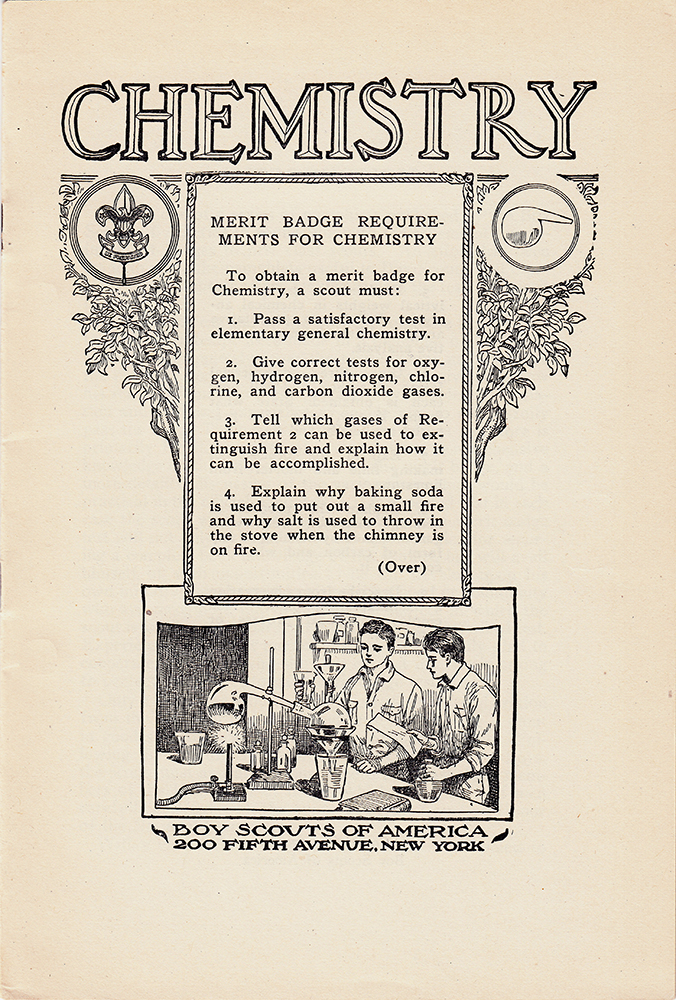 CHEMISTRY
MERIT BADGE REQUIRE-
MENTS FOR CHEMISTRY
To obtain a merit badge for
Chemistry, a scout must:
1. Pass a satisfactory test in
elementary general chemistry.
2. Give correct tests for oxy-
gen, hydrogen, nitrogen, chlo-
rine, and carbon dioxide gases.
3. Tell which gases of Re-
quirement 2 can be used to ex-
tinguish fire and explain how it
can be accomplished.
4. Explain why baking soda
is used to put out a small fire
and why salt is used to throw in
the stove when the chimney is
on fire.
(Over)
BOY SCOUTS OF AMERICA
200 FIFTH AVENUE, NEW YORK